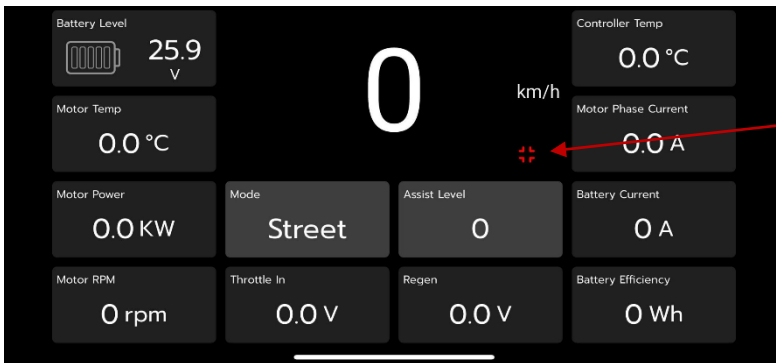 Battery Level
25.9
V
0
km/h
Controller Temp
0.0 °C
Motor Temp
0.0 °C
Motor Phase Current
0.0 A
Motor Power
0.0 KW
Mode
Street
Assist Level
0
Battery Current
0 A
Motor RPM
0 rpm
Throttle In
0.0 V
Regen
0.0 V
Battery Efficiency
0 Wh